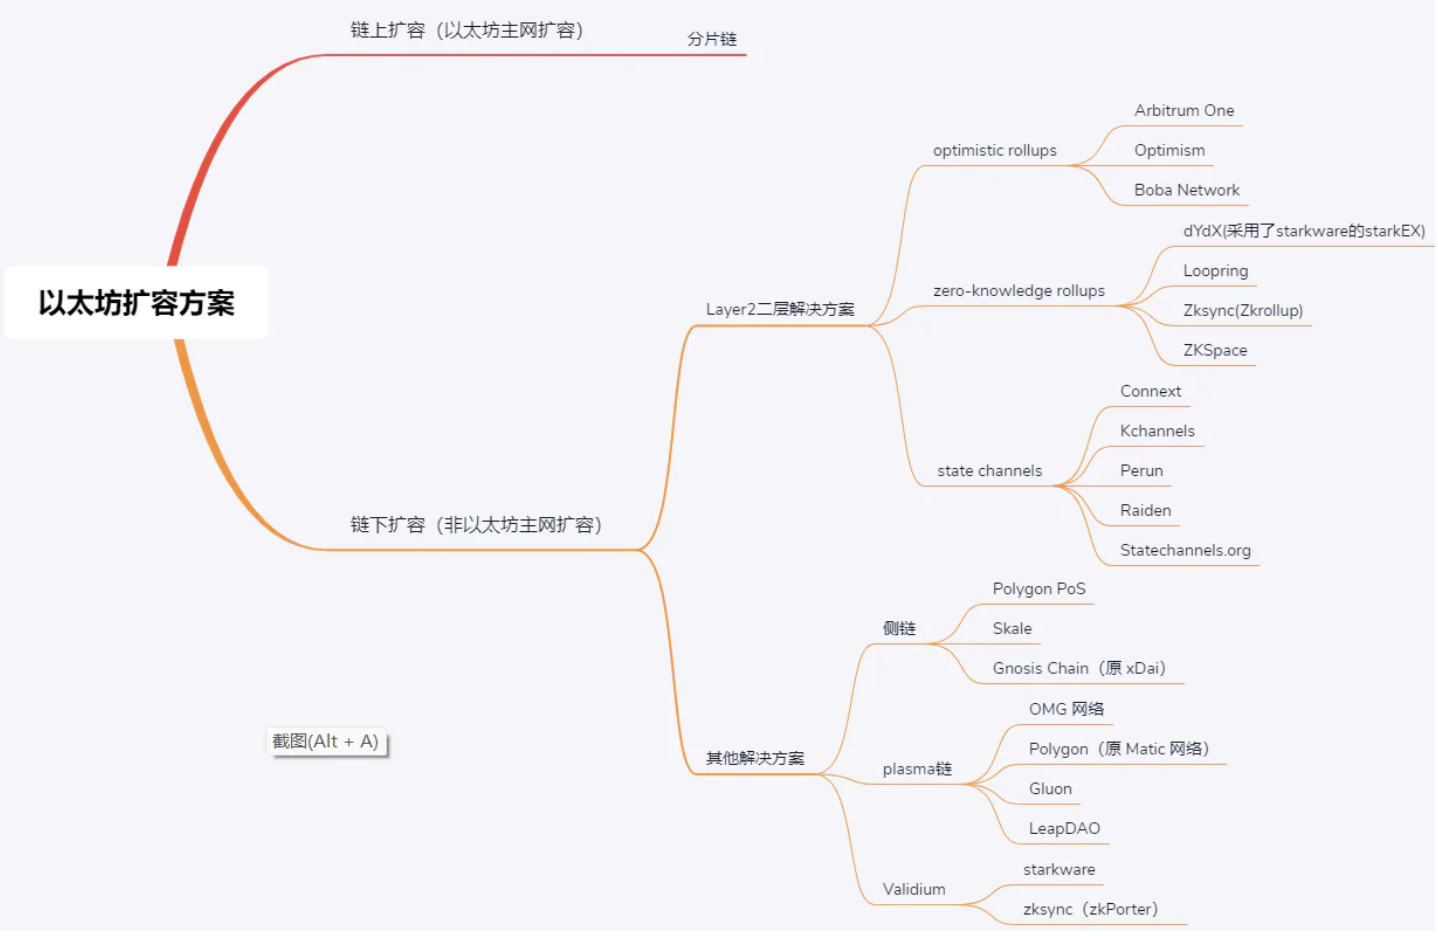 链上扩容（以太坊主网扩容）
分片链
以太坊扩容方案
链下扩容（非以太坊主网扩容）
Layer2二层解决方案
optimistic rollups
Arbitrum One
Optimism
Boba Network
zero-knowledge rollups
dYdX(采用了starkware的starkEX)
Loopring
Zksync(Zkrollup)
ZKSpace
state channels
Connext
Kchannels
Perun
Raiden
Statechannels.org
其他解决方案
侧链
Polygon PoS
Skale
Gnosis Chain（原 xDai）
plasma链
OMG 网络
Polygon（原 Matic 网络）
Gluon
LeapDAO
Validium
starkware
zksync（zkPorter）
截图(Alt + A)